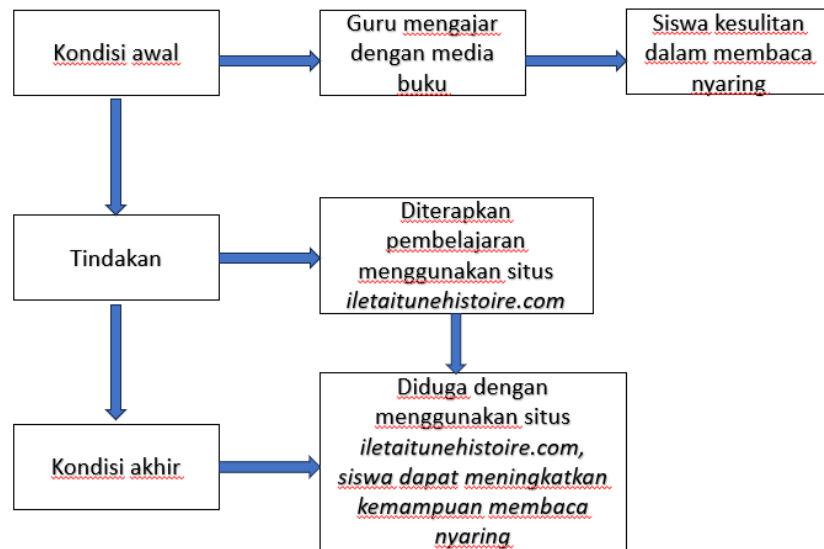 Kondisi awal
Guru mengajar
dengan media
buku
Siswa kesulitan
dalam membaca
nyaring
Tindakan
Diterapkan
pembelajaran
menggunakan situs
iletaitunehistoire.com
Kondisi akhir
Diduga dengan
menggunakan situs
iletaitunehistoire.com,
siswa dapat meningkatkan
kemampuan membaca
nyaring